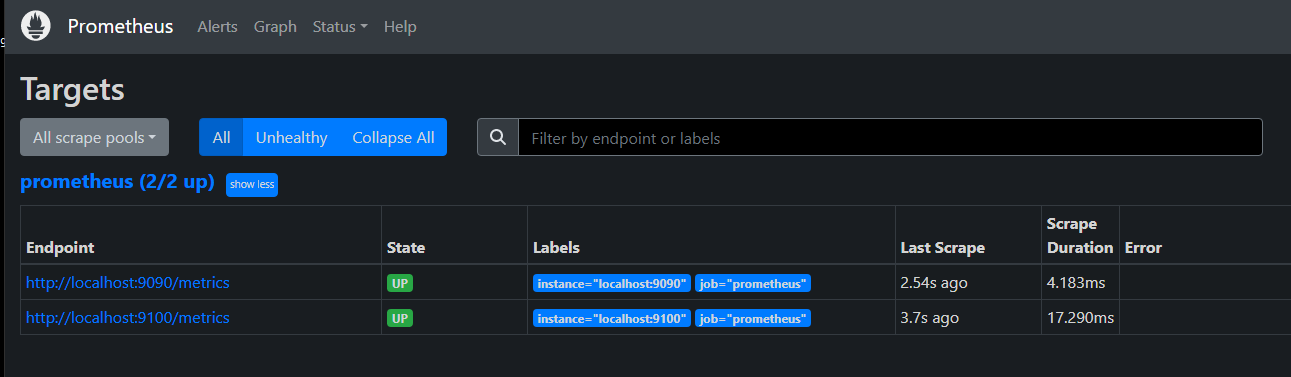 Prometheus Alerts Graph Status Help
Targets
All scrape pools All Unhealthy Collapse All Filter by endpoint or labels
prometheus (2/2 up) show less
Endpoint State Labels Last Scrape Scrape Duration Error
http://localhost:9090/metrics UP instance="localhost:9090" job="prometheus" 2.54s ago 4.183ms
http://localhost:9100/metrics UP instance="localhost:9100" job="prometheus" 3.7s ago 17.290ms